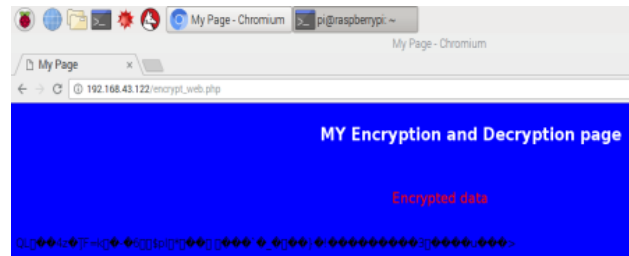 My Page - Chromium
pi@raspberrypi: ~
My Page - Chromium
My Page
192.168.43.122/encrypt_web.php
MY Encryption and Decryption page
Encrypted data